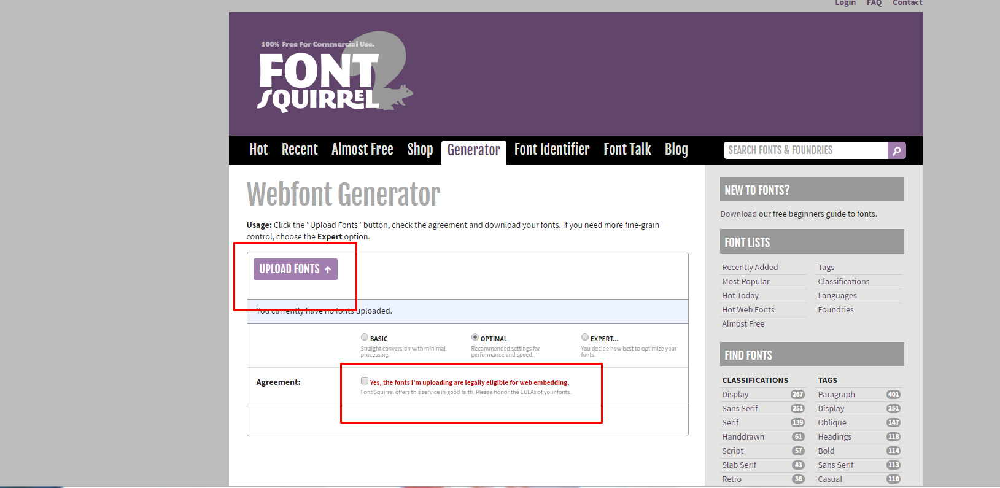 Login FAQ Contact
100% Free For Commercial Use.
FONT
SQUIRREL
Hot Recent Almost Free Shop Generator Font Identifier Font Talk Blog
SEARCH FONTS & FOUNDRIES
Webfont Generator
Usage: Click the "Upload Fonts" button, check the agreement and download your fonts. If you need more fine-grain
control, choose the Expert option.
UPLOAD FONTS
You currently have no fonts uploaded.
BASIC
Straight conversion with minimal
processing.
OPTIMAL
Recommended settings for
performance and speed.
EXPERT...
You decide how best to optimize your
fonts.
Agreement:
Yes, the fonts I'm uploading are legally eligible for web embedding.
Font Squirrel offers this service in good faith. Please honor the EULAs of your fonts.
NEW TO FONTS?
Download our free beginners guide to fonts.
FONT LISTS
Recently Added
Most Popular
Hot Today
Hot Web Fonts
Almost Free
Tags
Classifications
Languages
Foundries
FIND FONTS
CLASSIFICATIONS
Display 267
Sans Serif 251
Serif 139
Handdrawn 61
Script 57
Slab Serif 43
Retro 36
TAGS
Paragraph 401
Display 251
Oblique 147
Headings 118
Bold 114
Sans Serif 113
Casual 110